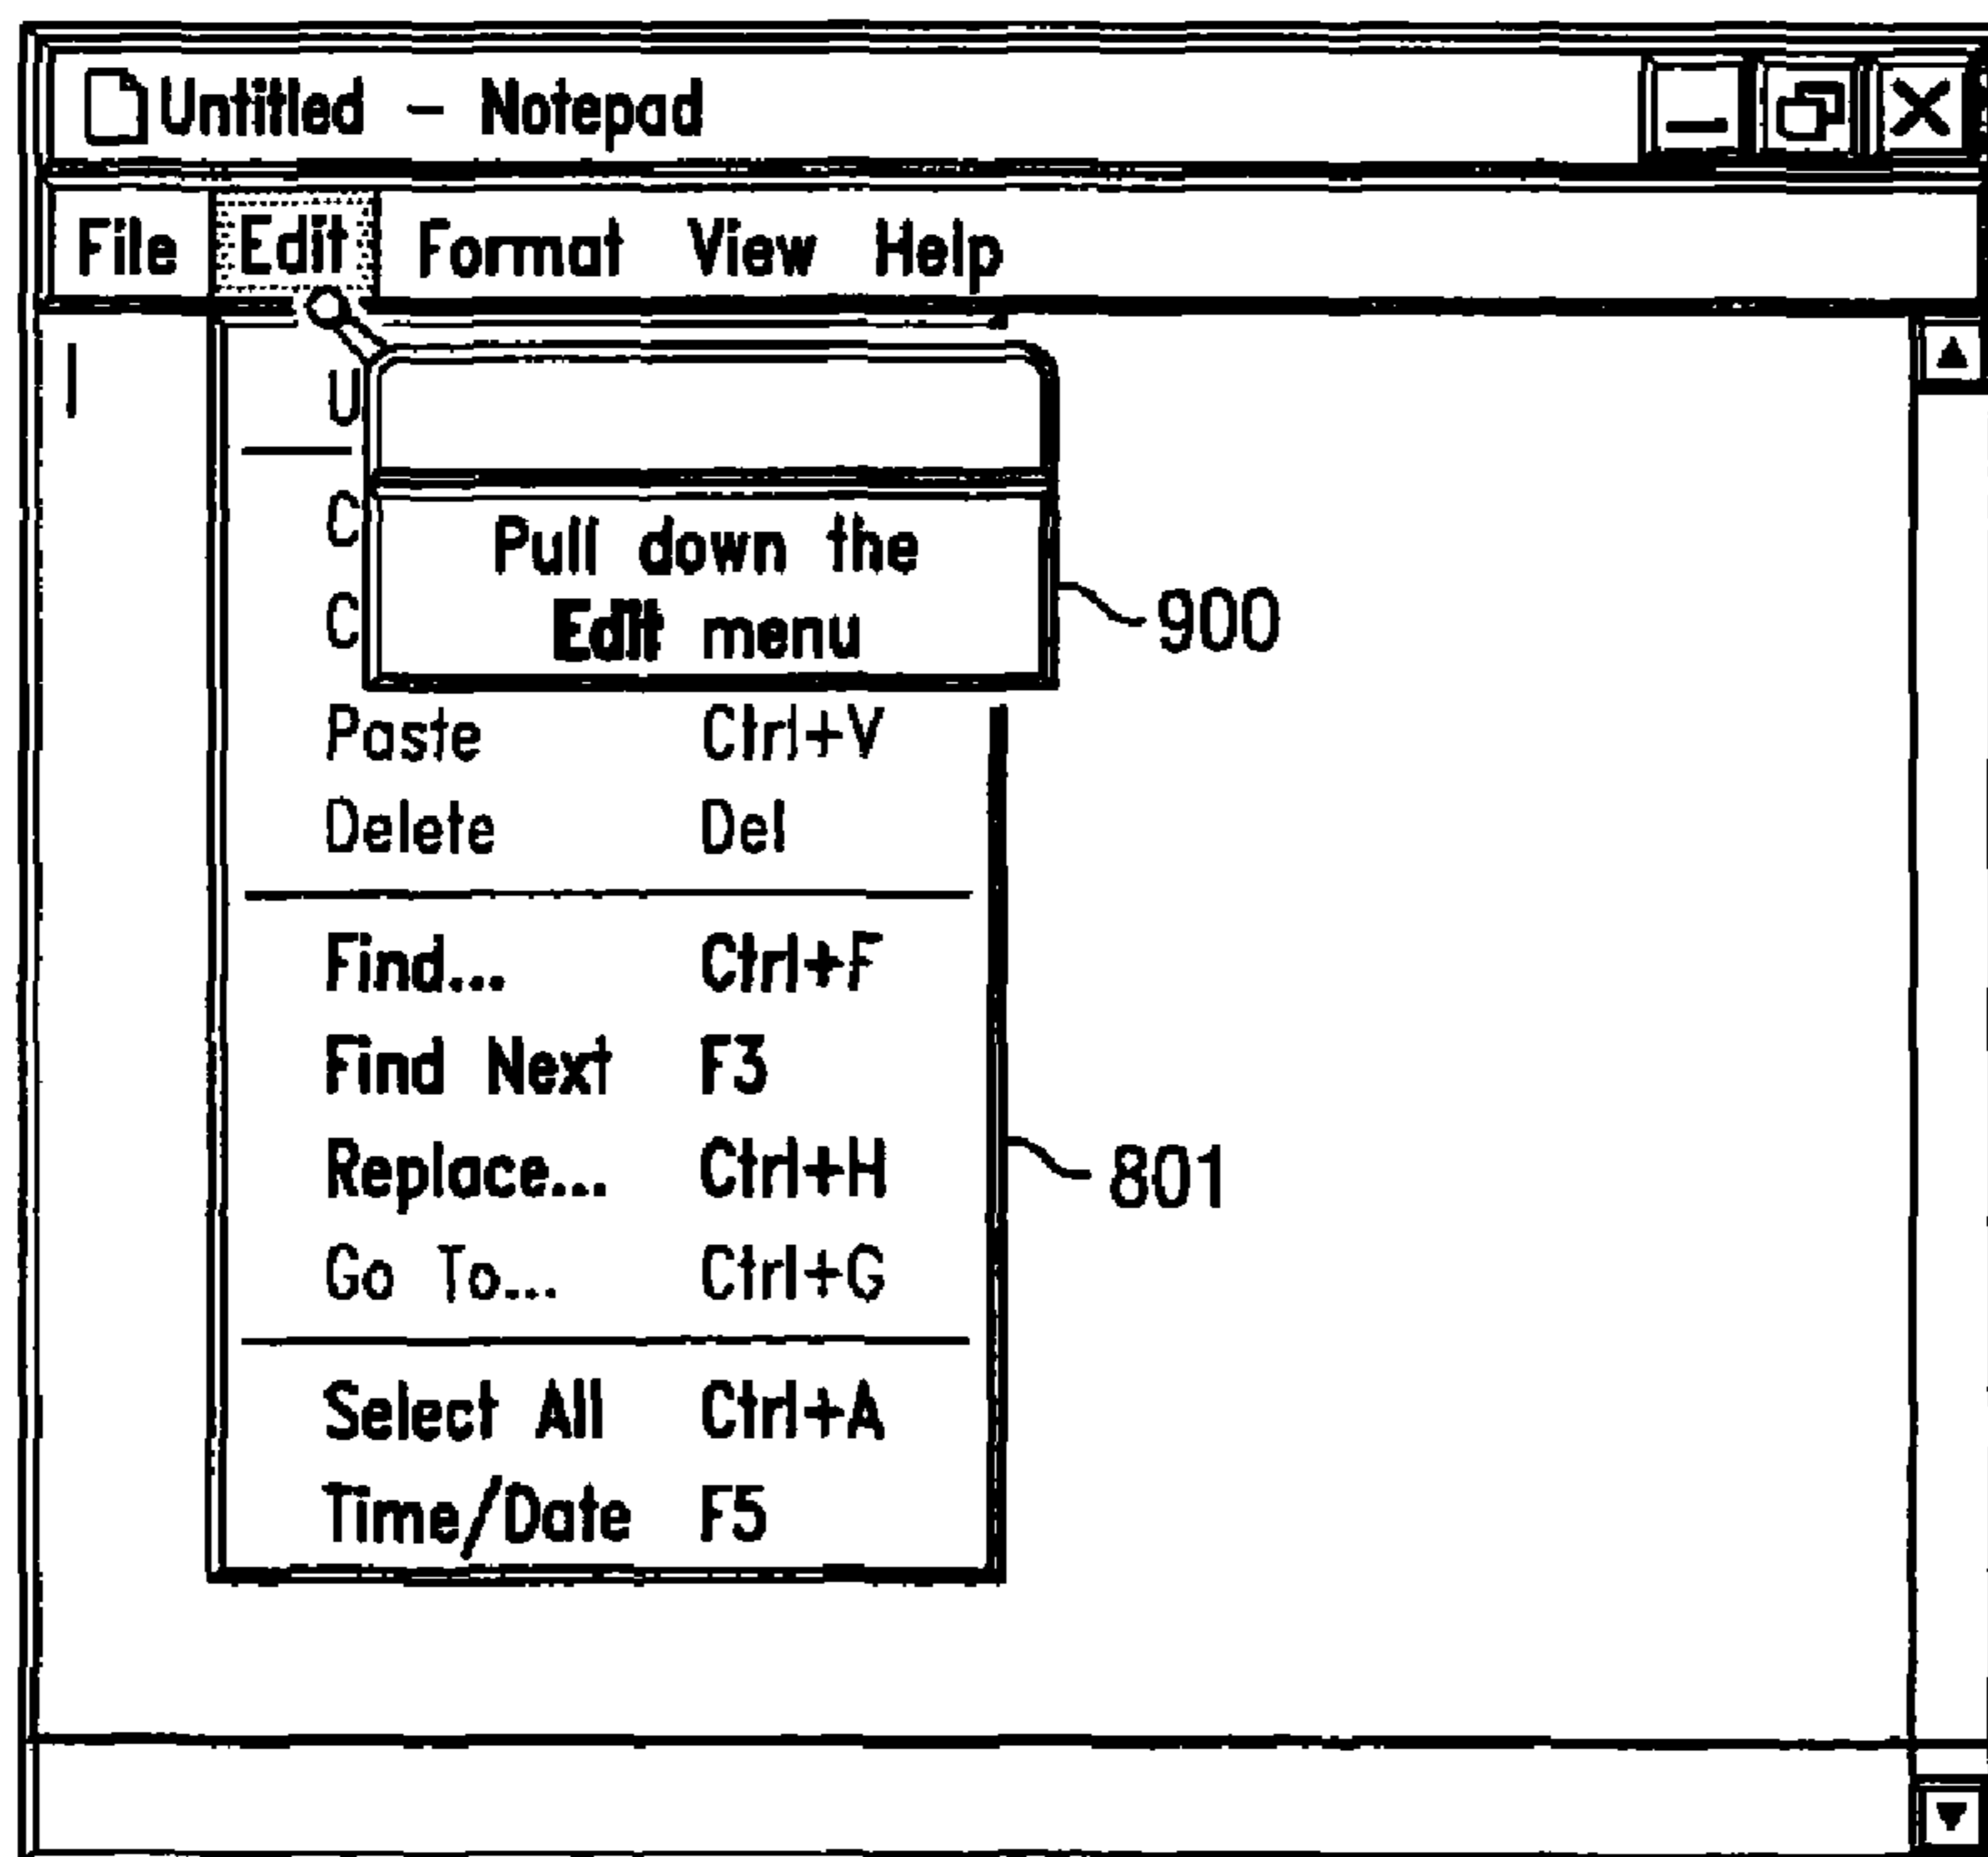 Untitled - Notepad
File Edit Format View Help
U
C
Pull down the
Edit menu
900
C
Paste Ctrl+V
Delete Del
Find... Ctrl+F
Find Next F3
Replace... Ctrl+H
801
Go To... Ctrl+G
Select All Ctrl+A
Time/Date F5